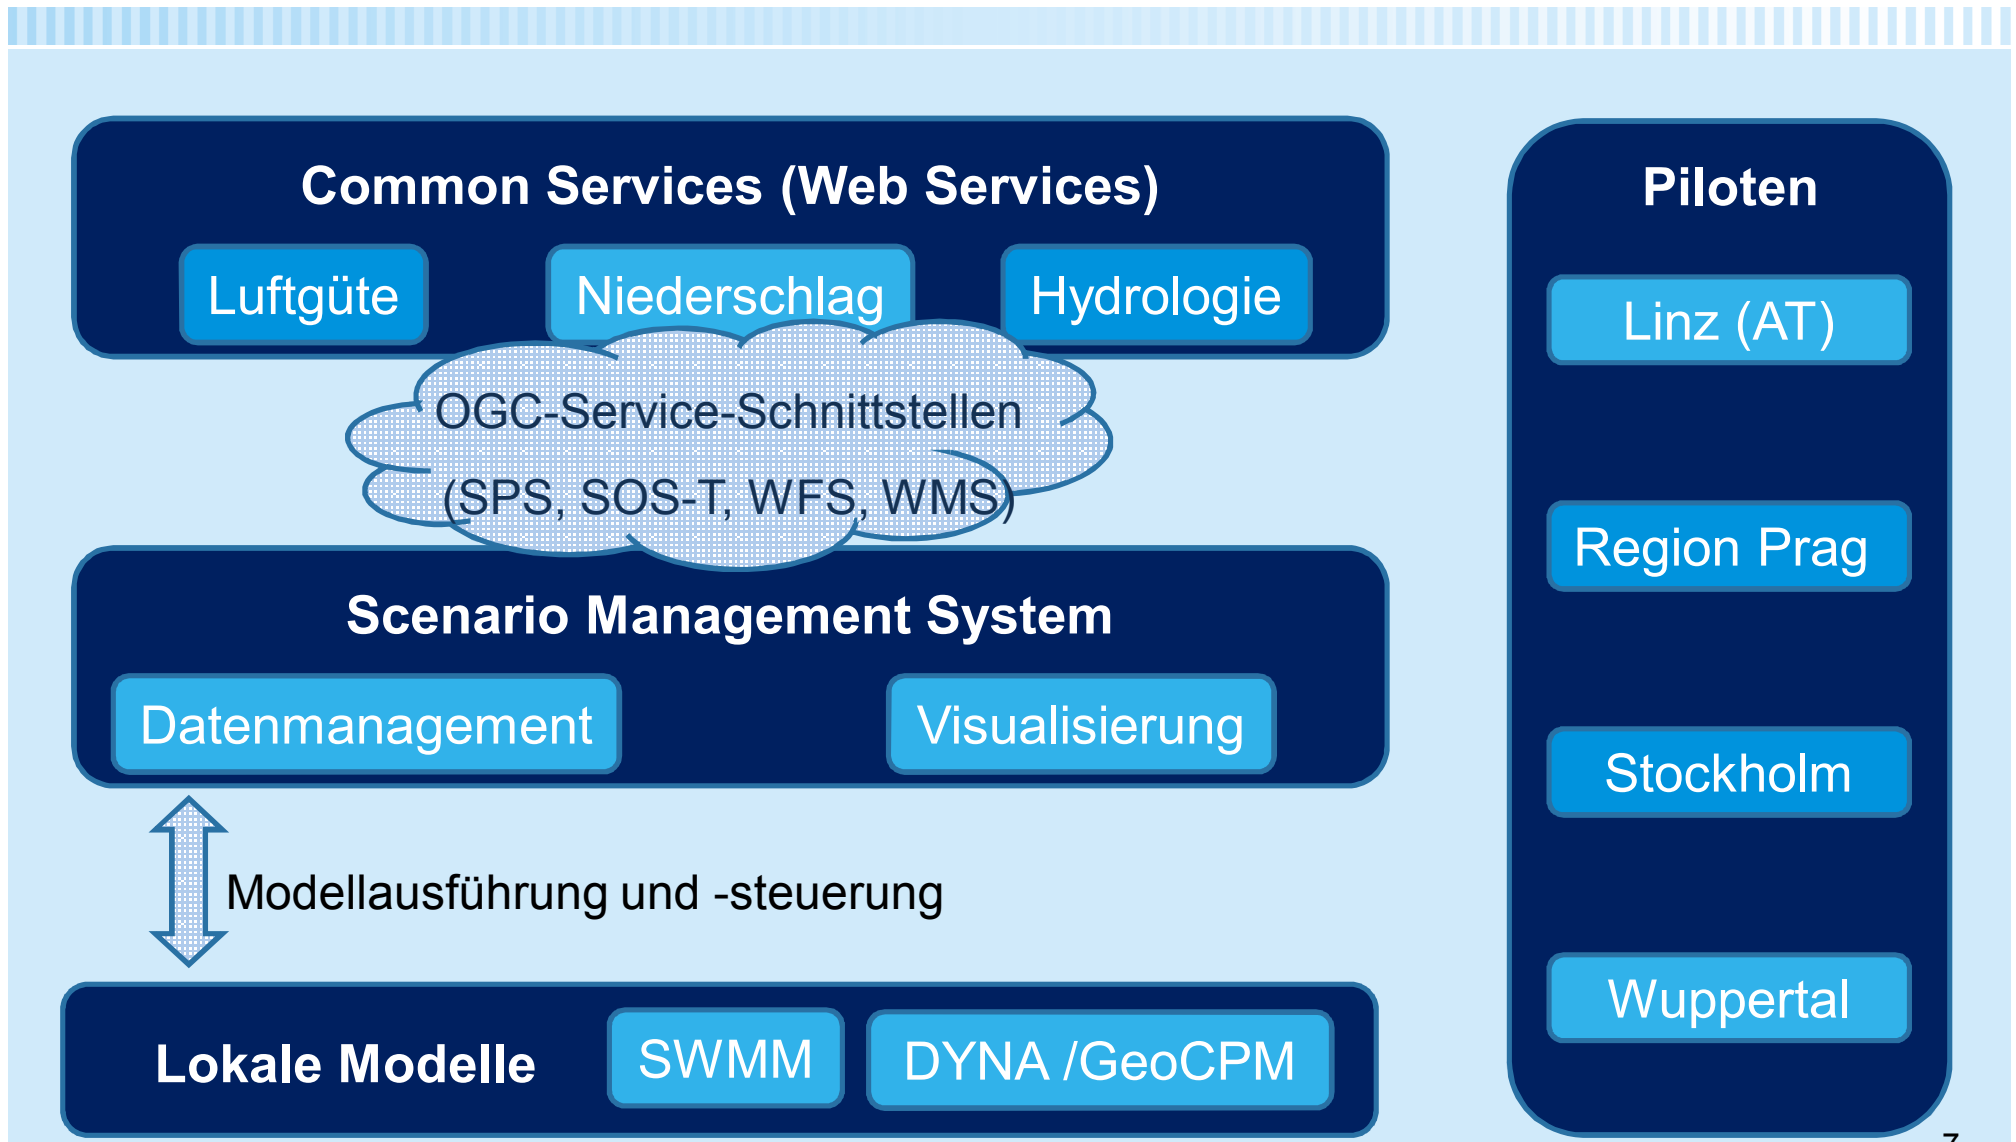 Common Services (Web Services)
Luftgüte
Niederschlag
Hydrologie
OGC-Service-Schnittstellen
(SPS, SOS-T, WFS, WMS)
Scenario Management System
Datenmanagement
Visualisierung
Modellausführung und -steuerung
Lokale Modelle
SWMM
DYNA /GeoCPM
Piloten
Linz (AT)
Region Prag
Stockholm
Wuppertal